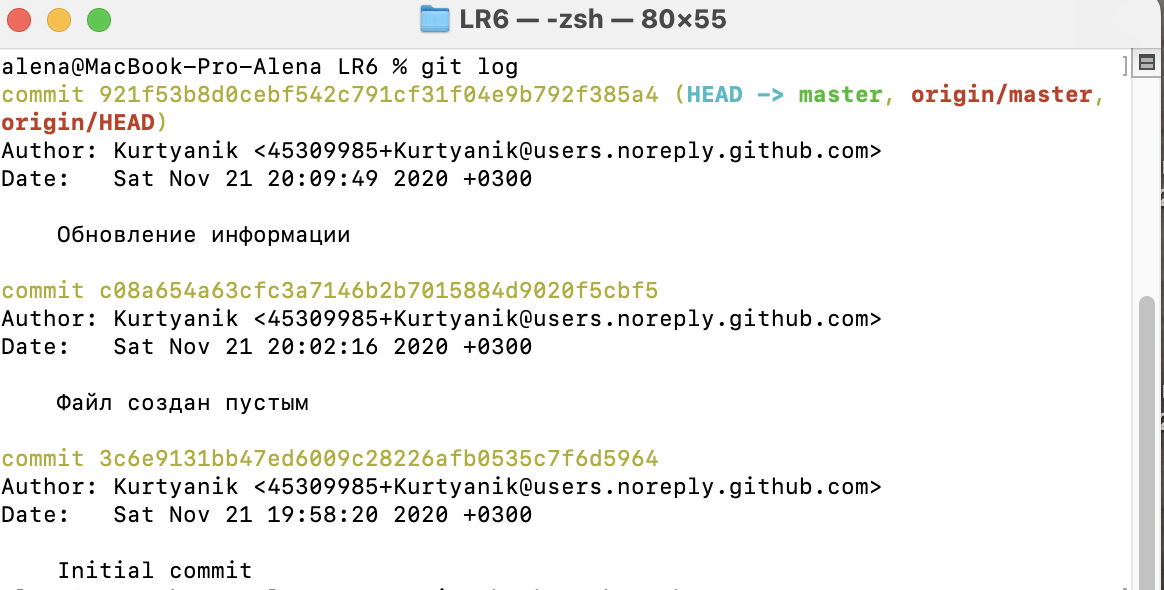 LR6 — -zsh — 80×55
alena@MacBook-Pro-Alena LR6 % git log
commit 921f53b8d0cebf542c791cf31f04e9b792f385a4 (HEAD -> master, origin/master,
origin/HEAD)
Author: Kurtyanik <45309985+Kurtyanik@users.noreply.github.com>
Date:   Sat Nov 21 20:09:49 2020 +0300
Обновление информации
commit c08a654a63cfc3a7146b2b7015884d9020f5cbf5
Author: Kurtyanik <45309985+Kurtyanik@users.noreply.github.com>
Date:   Sat Nov 21 20:02:16 2020 +0300
Файл создан пустым
commit 3c6e9131bb47ed6009c28226afb0535c7f6d5964
Author: Kurtyanik <45309985+Kurtyanik@users.noreply.github.com>
Date:   Sat Nov 21 19:58:20 2020 +0300
Initial commit